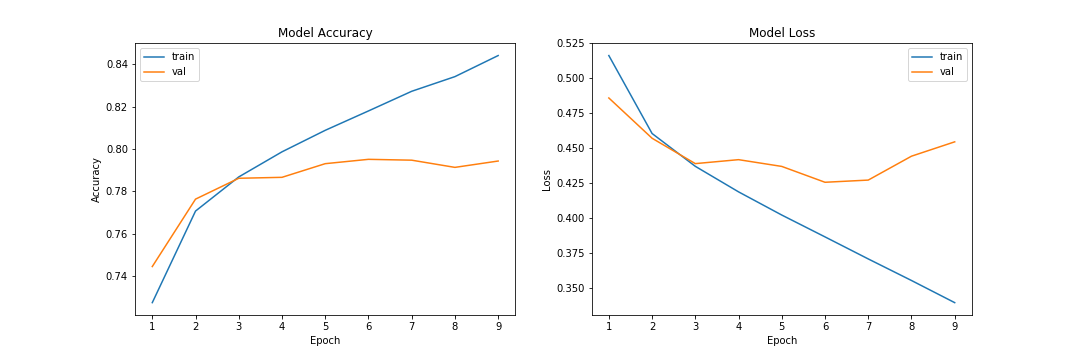 Model Accuracy
train
val
0.84
0.82
0.80
0.78
0.76
0.74
Accuracy
1 2 3 4 5 6 7 8 9
Epoch
Model Loss
train
val
0.525
0.500
0.475
0.450
0.425
0.400
0.375
0.350
Loss
1 2 3 4 5 6 7 8 9
Epoch